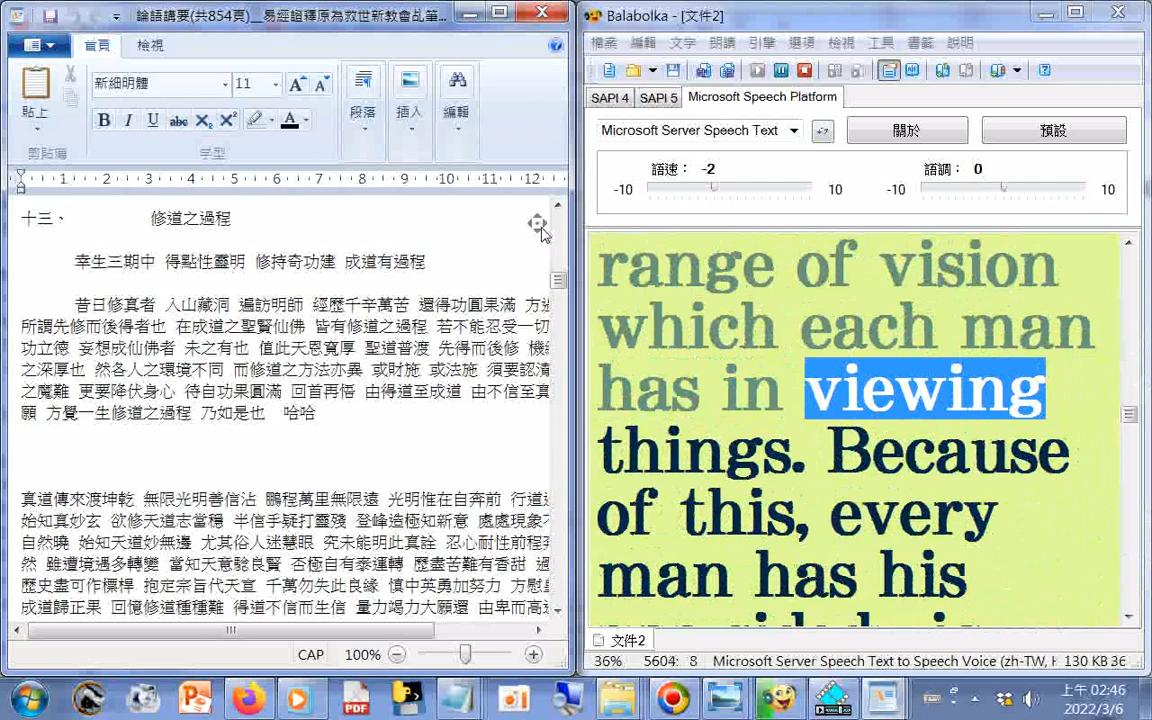 論語講要(共854頁)__易經證釋原為救世新教會乩筆...
首頁
檢視
新細明體
11
貼上
剪貼簿
字型
段落
插入
編輯
1 2 3 4 5 6 7 8 9 10 11 12
十三、 修道之過程
幸生三期中 得點性靈明 修持奇功建 成道有過程
昔日修真者 入山藏洞 遍訪明師 經歷千辛萬苦 還得功圓果滿 方
所謂先修而後得者也 在成道之聖賢仙佛 皆有修道之過程 若不能忍受一切
功立德 妄想成仙佛者 未之有也 值此天恩寬厚 聖道普渡 先得而後修 機
之深厚也 然各人之環境不同 而修道之方法亦異 或財施 或法施 須要認
之魔難 更要降伏身心 待自功果圓滿 回首再悟 由得道至成道 由不信至真
願 方覺一生修道之過程 乃如是也 哈哈
真道傳來渡坤乾 無限光明善信沾 鵬程萬里無限遠 光明惟在自奔前 行道
始知真妙玄 欲修天道志當穩 半信乎疑打靈殘 登峰造極知新意 處處現象
自然曉 始知天道妙無邊 尤其俗人迷慧眼 究未能明此真詮 忍心耐性前程
然 雖遭境遇多轉變 當知天意騐良賢 否極自有泰運轉 歷盡苦難有香甜 過
歷史盡可作標桿 抱定宗旨代天宣 千萬勿失此良緣 慎中英勇加努力 方慰
成道歸正果 回憶修道種種難 得道不信而生信 量力竭力大願還 由卑而高
CAP 100%
Balabolka - [文件2]
檔案 編輯 文字 朗讀 引擎 選項 檢視 工具 書籤 說明
SAPI 4 SAPI 5 Microsoft Speech Platform
Microsoft Server Speech Text
關於
預設
語速： -2
語調： 0
-10 10 -10 10
range of vision
which each man
has in viewing
things. Because
of this, every
man has his
文件2
36% 5604: 8 Microsoft Server Speech Text to Speech Voice (zh-TW, H 130 KB 36
上午 02:46
2022/3/6